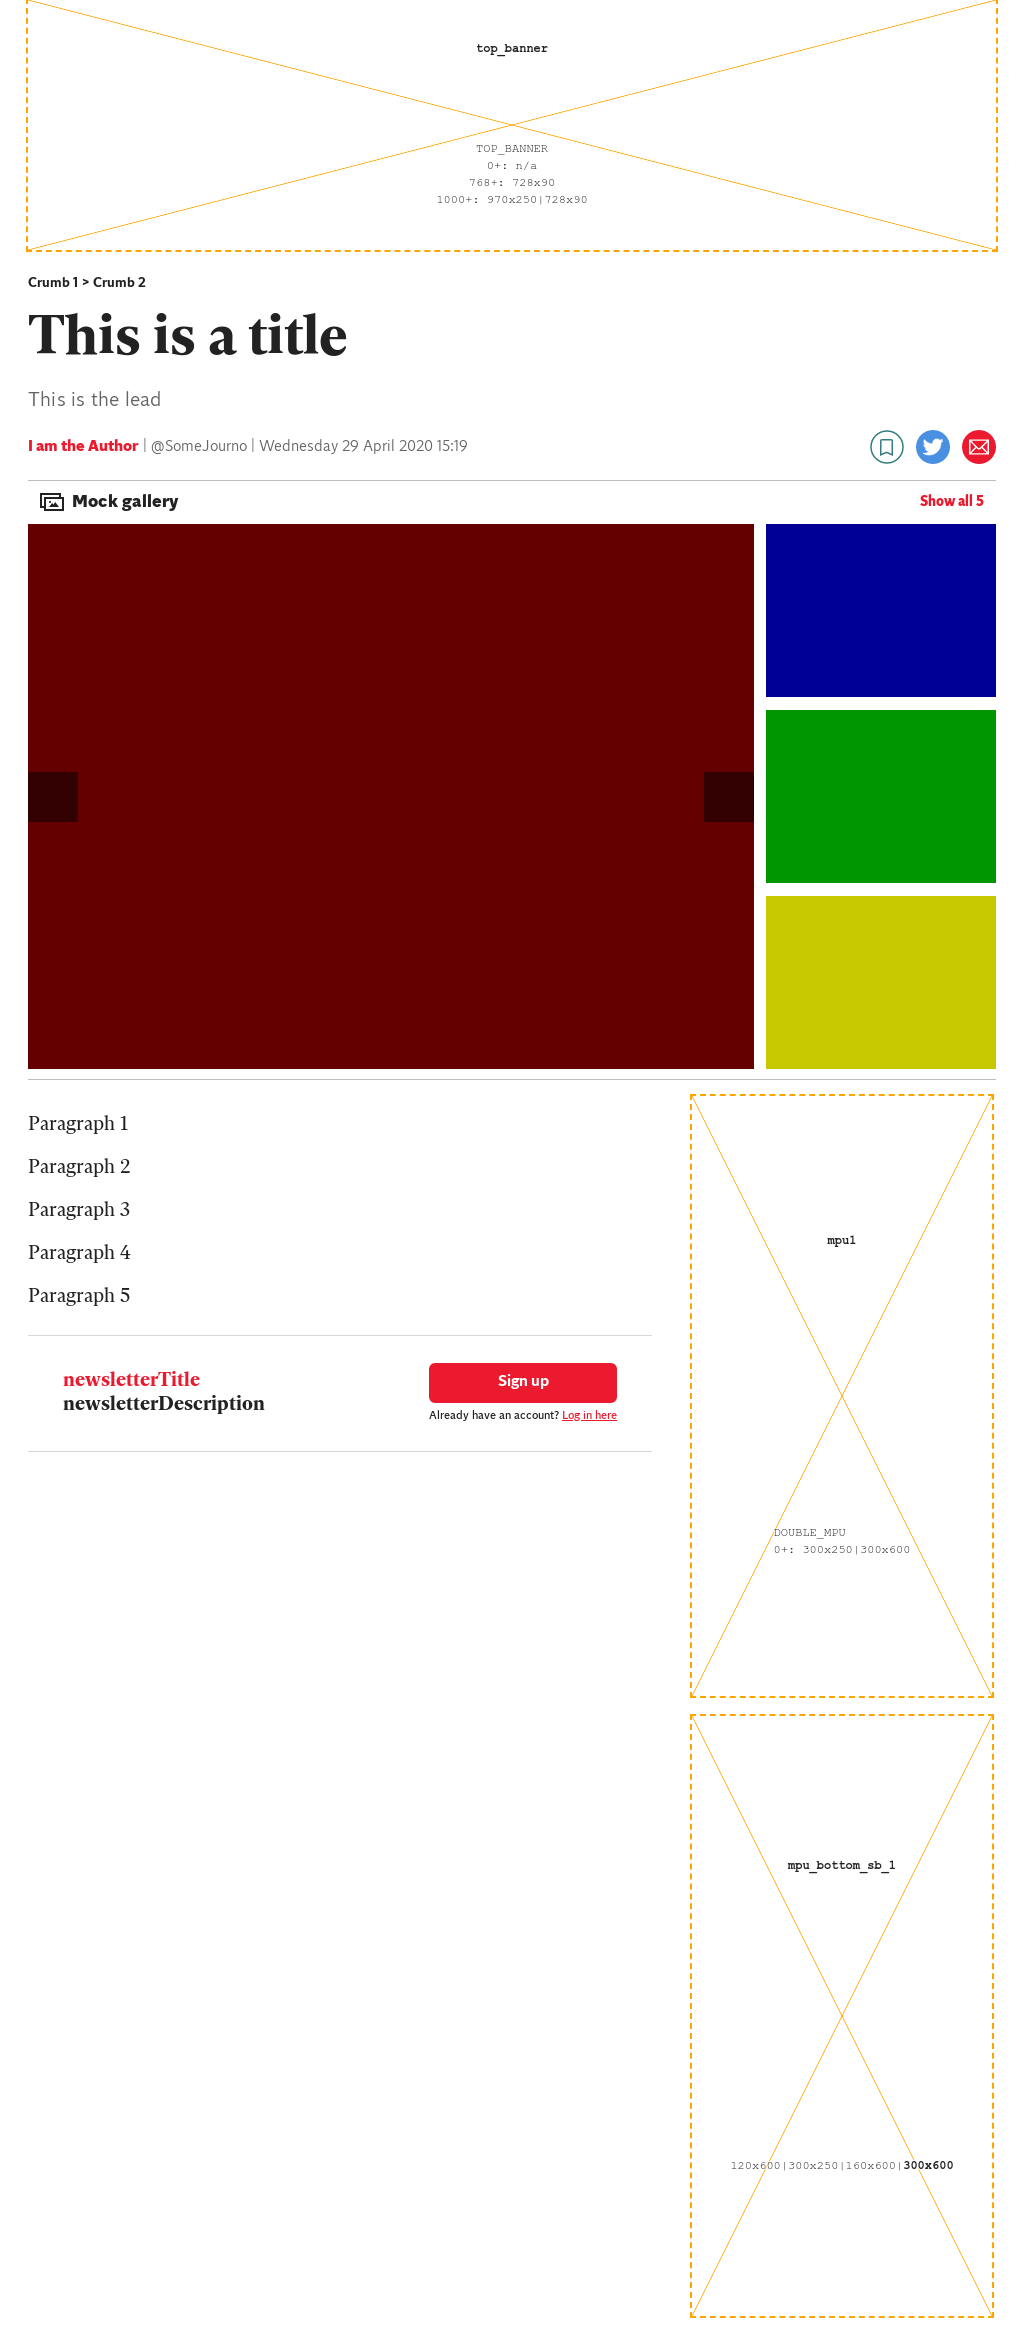 top_banner
TOP_BANNER
0+: n/a
768+: 728x90
1000+: 970x250|728x90
Crumb 1 > Crumb 2
This is a title
This is the lead
I am the Author | @SomeJourno | Wednesday 29 April 2020 15:19
Mock gallery
Show all 5
Paragraph 1
Paragraph 2
Paragraph 3
Paragraph 4
Paragraph 5
newsletterTitle
newsletterDescription
Sign up
Already have an account? Log in here
mpu1
DOUBLE_MPU
0+: 300x250|300x600
mpu_bottom_sb_1
120x600|300x250|160x600|300x600